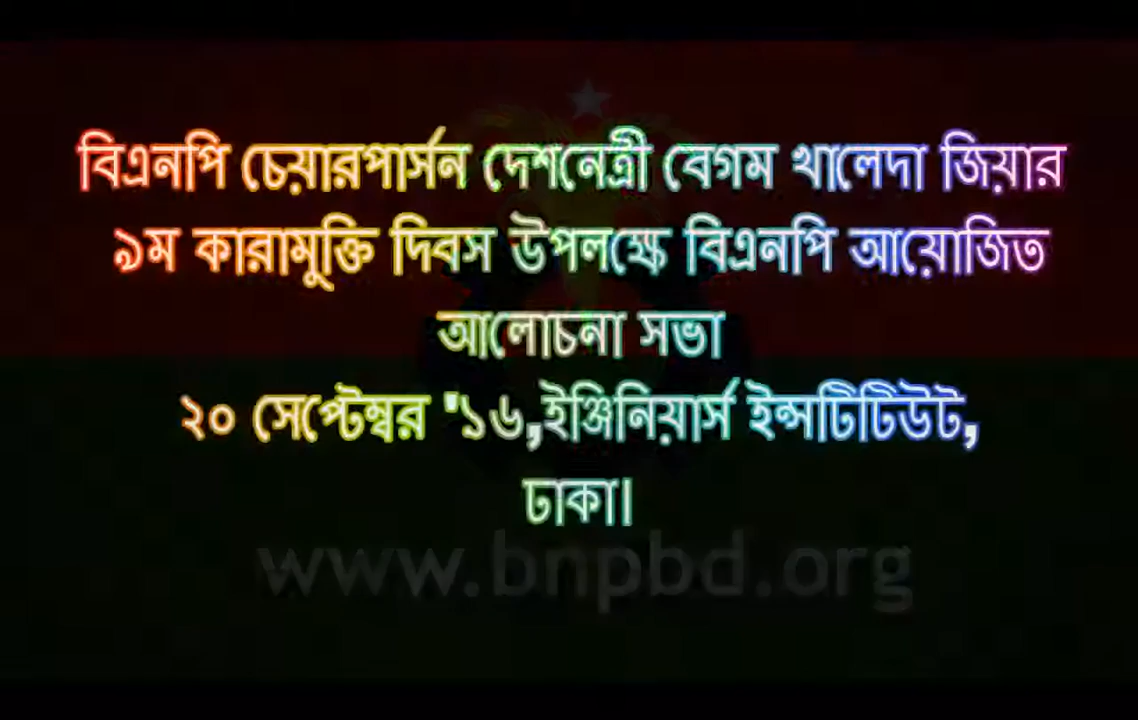 বিএনপি চেয়ারপার্সন দেশনেত্রী বেগম খালেদা জিয়ার
৯ম কারামুক্তি দিবস উপলক্ষে বিএনপি আয়োজিত
আলোচনা সভা
২০ সেপ্টেম্বর '১৬,ইঞ্জিনিয়ার্স ইন্সটিটিউট,
ঢাকা।
www.bnpbd.org